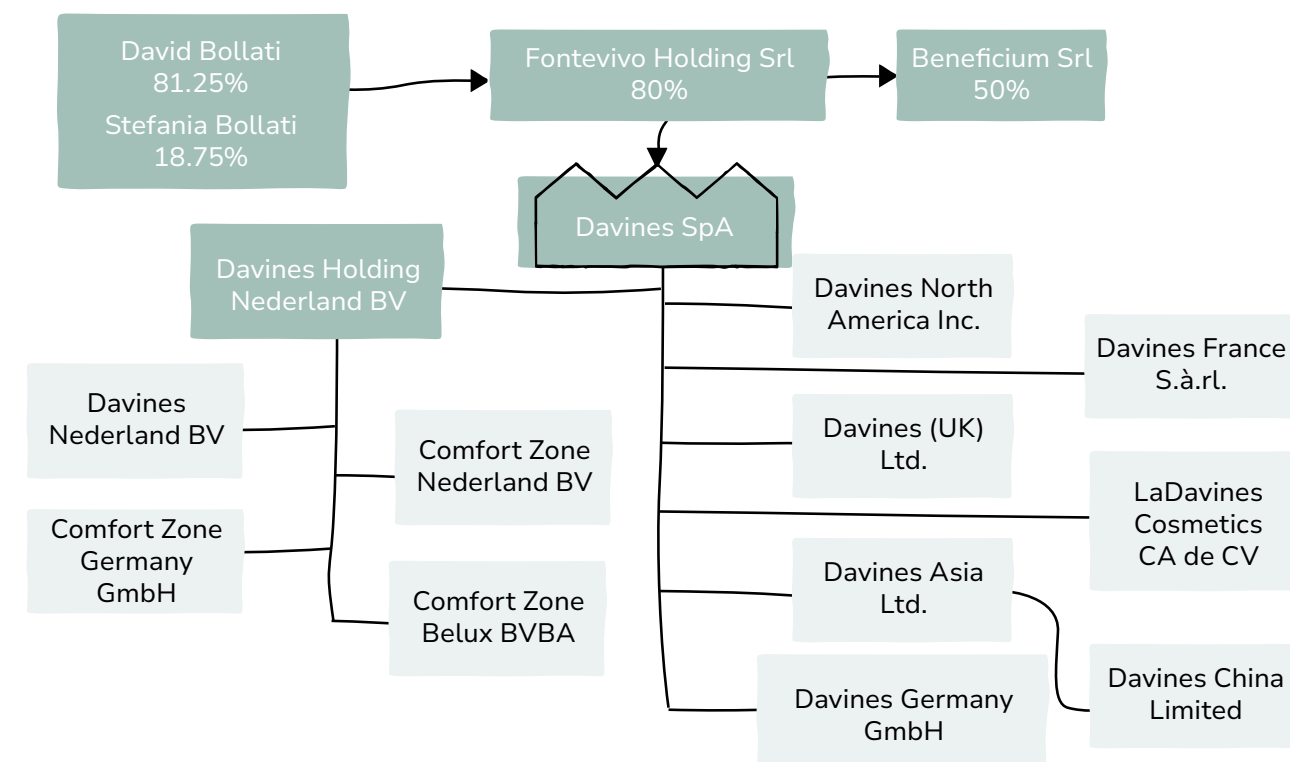 David Bollati
81.25%
Stefania Bollati
18.75%
Fontevivo Holding Srl
80%
Beneficium Srl
50%
Davines SpA
Davines Holding
Nederland BV
Davines North
America Inc.
Davines France
S.à.rl.
Davines
Nederland BV
Comfort Zone
Nederland BV
Davines (UK)
Ltd.
LaDavines
Cosmetics
CA de CV
Comfort Zone
Germany
GmbH
Comfort Zone
Belux BVBA
Davines Asia
Ltd.
Davines Germany
GmbH
Davines China
Limited